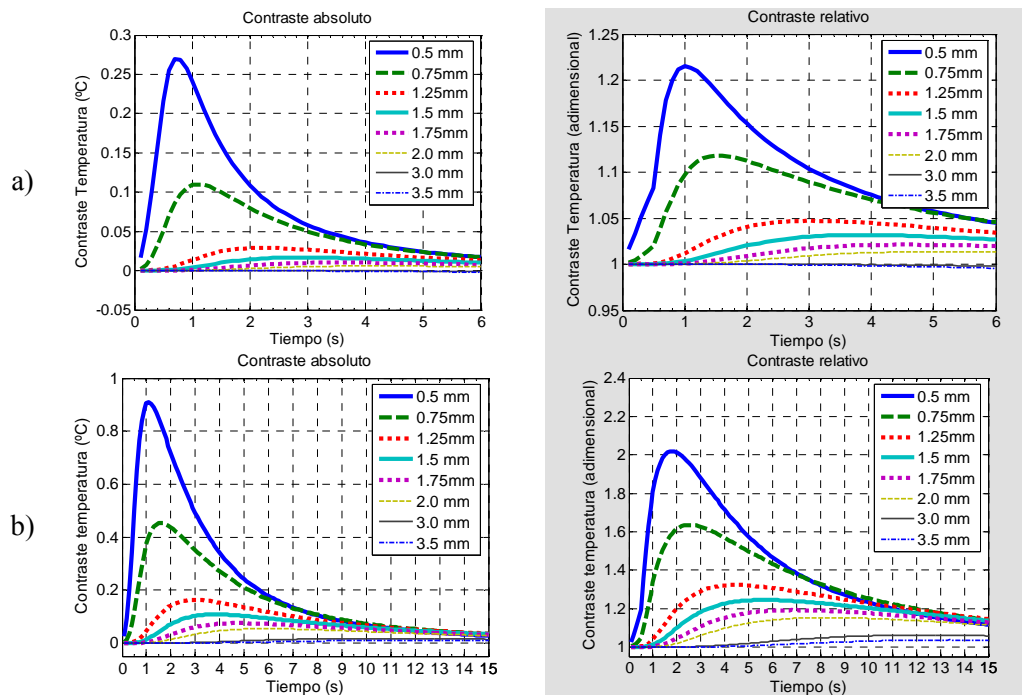 a)
Contraste absoluto
Contraste Temperatura (ºC)
0.3
0.25
0.2
0.15
0.1
0.05
0
-0.05
0 1 2 3 4 5 6
Tiempo (s)
0.5 mm
0.75mm
1.25mm
1.5 mm
1.75mm
2.0 mm
3.0 mm
3.5 mm
Contraste relativo
Contraste Temperatura (adimensional)
1.25
1.2
1.15
1.1
1.05
1
0.95
0 1 2 3 4 5 6
Tiempo (s)
0.5 mm
0.75mm
1.25mm
1.5 mm
1.75mm
2.0 mm
3.0 mm
3.5 mm
b)
Contraste absoluto
Contraste temperatura (ºC)
1
0.8
0.6
0.4
0.2
0
0 1 2 3 4 5 6 7 8 9 10 11 12 13 14 15
Tiempo (s)
0.5 mm
0.75mm
1.25mm
1.5 mm
1.75mm
2.0 mm
3.0 mm
3.5 mm
Contraste relativo
Contraste temperatura (adimensional)
2.4
2.2
2
1.8
1.6
1.4
1.2
1
0 1 2 3 4 5 6 7 8 9 10 11 12 13 14 15
Tiempo (s)
0.5 mm
0.75mm
1.25mm
1.5 mm
1.75mm
2.0 mm
3.0 mm
3.5 mm